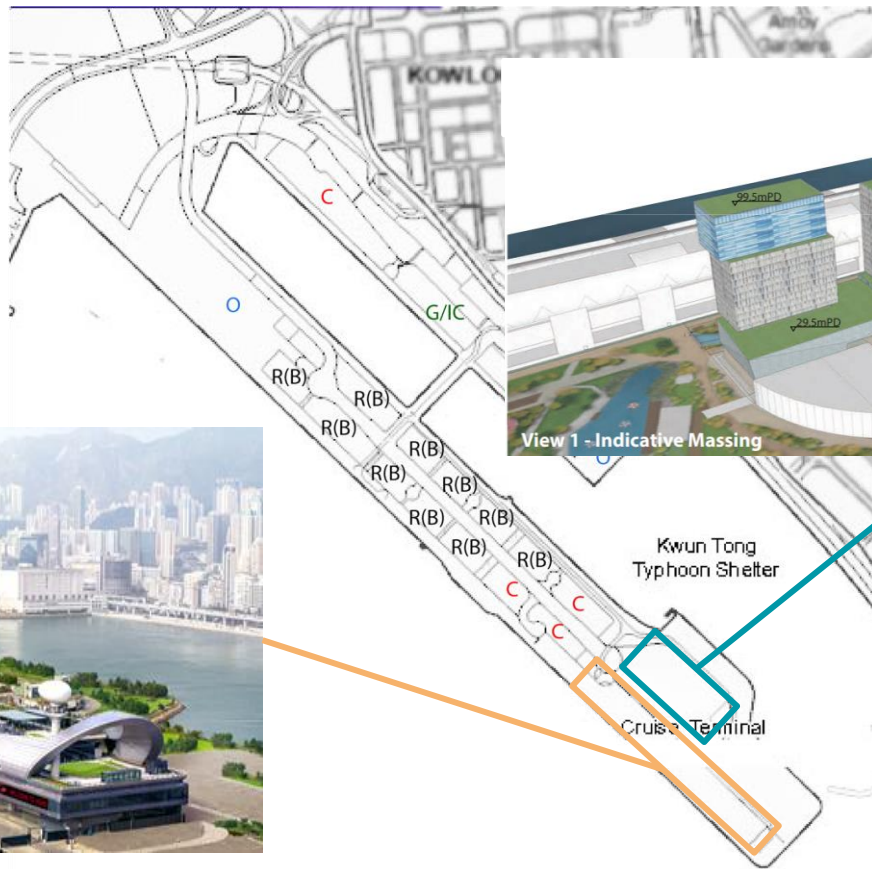 Amoy
Gardens
KOWLO
C
99.5mPD
G/IC
29.5mPD
O
View 1 - Indicative Massing
R(B)
R(B)
R(B)
R(B)
R(B)
R(B)
R(B)
R(B)
R(B)
O
C
C
C
Kwun Tong
Typhoon Shelter
Cruise Terminal